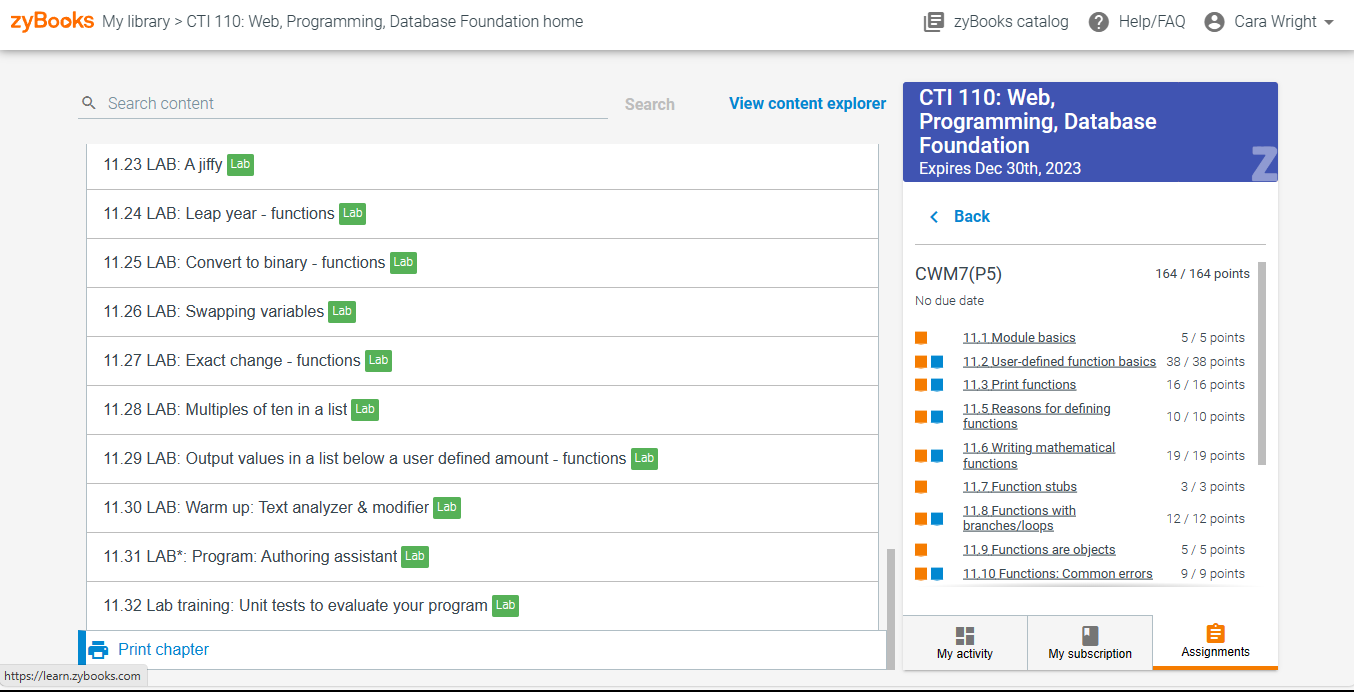 zyBooks My library > CTI 110: Web, Programming, Database Foundation home
zyBooks catalog
Help/FAQ
Cara Wright
Search content
Search
View content explorer
11.23 LAB: A jiffy Lab
11.24 LAB: Leap year - functions Lab
11.25 LAB: Convert to binary - functions Lab
11.26 LAB: Swapping variables Lab
11.27 LAB: Exact change - functions Lab
11.28 LAB: Multiples of ten in a list Lab
11.29 LAB: Output values in a list below a user defined amount - functions Lab
11.30 LAB: Warm up: Text analyzer & modifier Lab
11.31 LAB*: Program: Authoring assistant Lab
11.32 Lab training: Unit tests to evaluate your program Lab
Print chapter
https://learn.zybooks.com
CTI 110: Web,
Programming, Database
Foundation
Expires Dec 30th, 2023
Z
Back
CWM7(P5) 164 / 164 points
No due date
11.1 Module basics 5 / 5 points
11.2 User-defined function basics 38 / 38 points
11.3 Print functions 16 / 16 points
11.5 Reasons for defining
functions 10 / 10 points
11.6 Writing mathematical
functions 19 / 19 points
11.7 Function stubs 3 / 3 points
11.8 Functions with
branches/loops 12 / 12 points
11.9 Functions are objects 5 / 5 points
11.10 Functions: Common errors 9 / 9 points
My activity
My subscription
Assignments